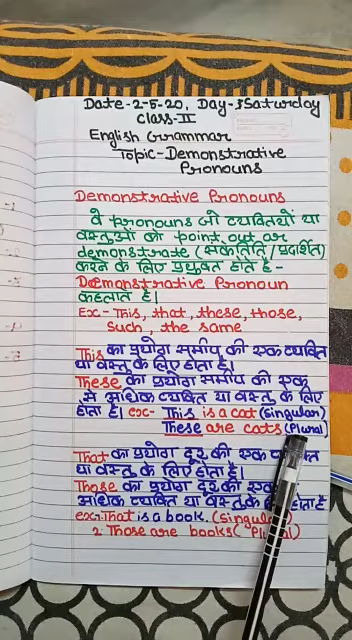 Date-2-5-20, Day-Saturday
Class-II
English Grammar
Topic-Demonstrative
Pronouns
Demonstrative Pronouns
वे pronouns जो व्यक्तियों या
वस्तुओं को point out or
demonstrate (संकेतित/प्रदर्शित)
करने के लिए प्रयुक्त होते है-
Demonstrative Pronoun
कहलाते है।
Ex- This, that, these, those,
Such, the same
This का प्रयोग समीप की एक व्यक्ति
या वस्तु के लिए होता है।
These का प्रयोग समीप की एक
से अधिक व्यक्ति या वस्तु के लिए
होता है। ex- This is a cat (Singular)
These are cats (Plural)
That का प्रयोग दूर की एक
या वस्तु के लिए होता है।
Those का प्रयोग दूर की एक
अधिक व्यक्ति या वस्तु के होता है
ex-1.That is a book. (Singular)
2. Those are books( Plural)